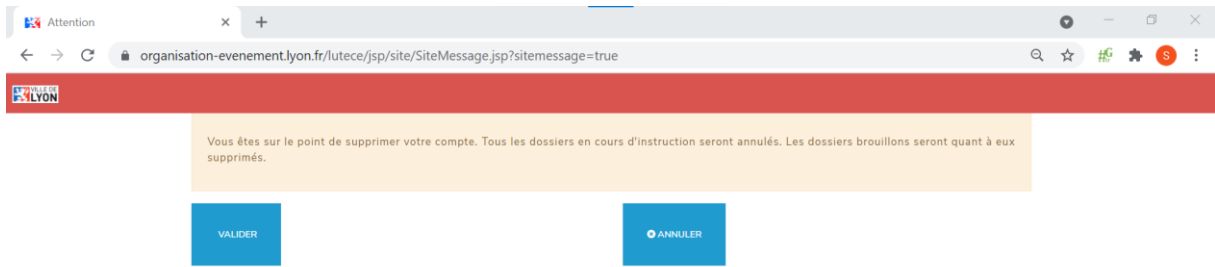 Attention
organisation-evenement.lyon.fr/lutece/jsp/site/SiteMessage.jsp?sitemessage=true
#G
S
VILLE DE
LYON
Vous êtes sur le point de supprimer votre compte. Tous les dossiers en cours d'instruction seront annulés. Les dossiers brouillons seront quant à eux
supprimés.
VALIDER
ANNULER